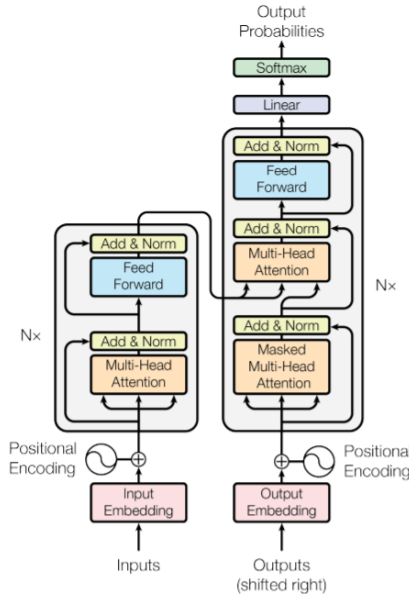 Output
Probabilities
Softmax
Linear
Add & Norm
Feed
Forward
Add & Norm
Multi-Head
Attention
Add & Norm
Masked
Multi-Head
Attention
N×
Positional
Encoding
Output
Embedding
Outputs
(shifted right)
Add & Norm
Feed
Forward
Add & Norm
Multi-Head
Attention
N×
Positional
Encoding
Input
Embedding
Inputs